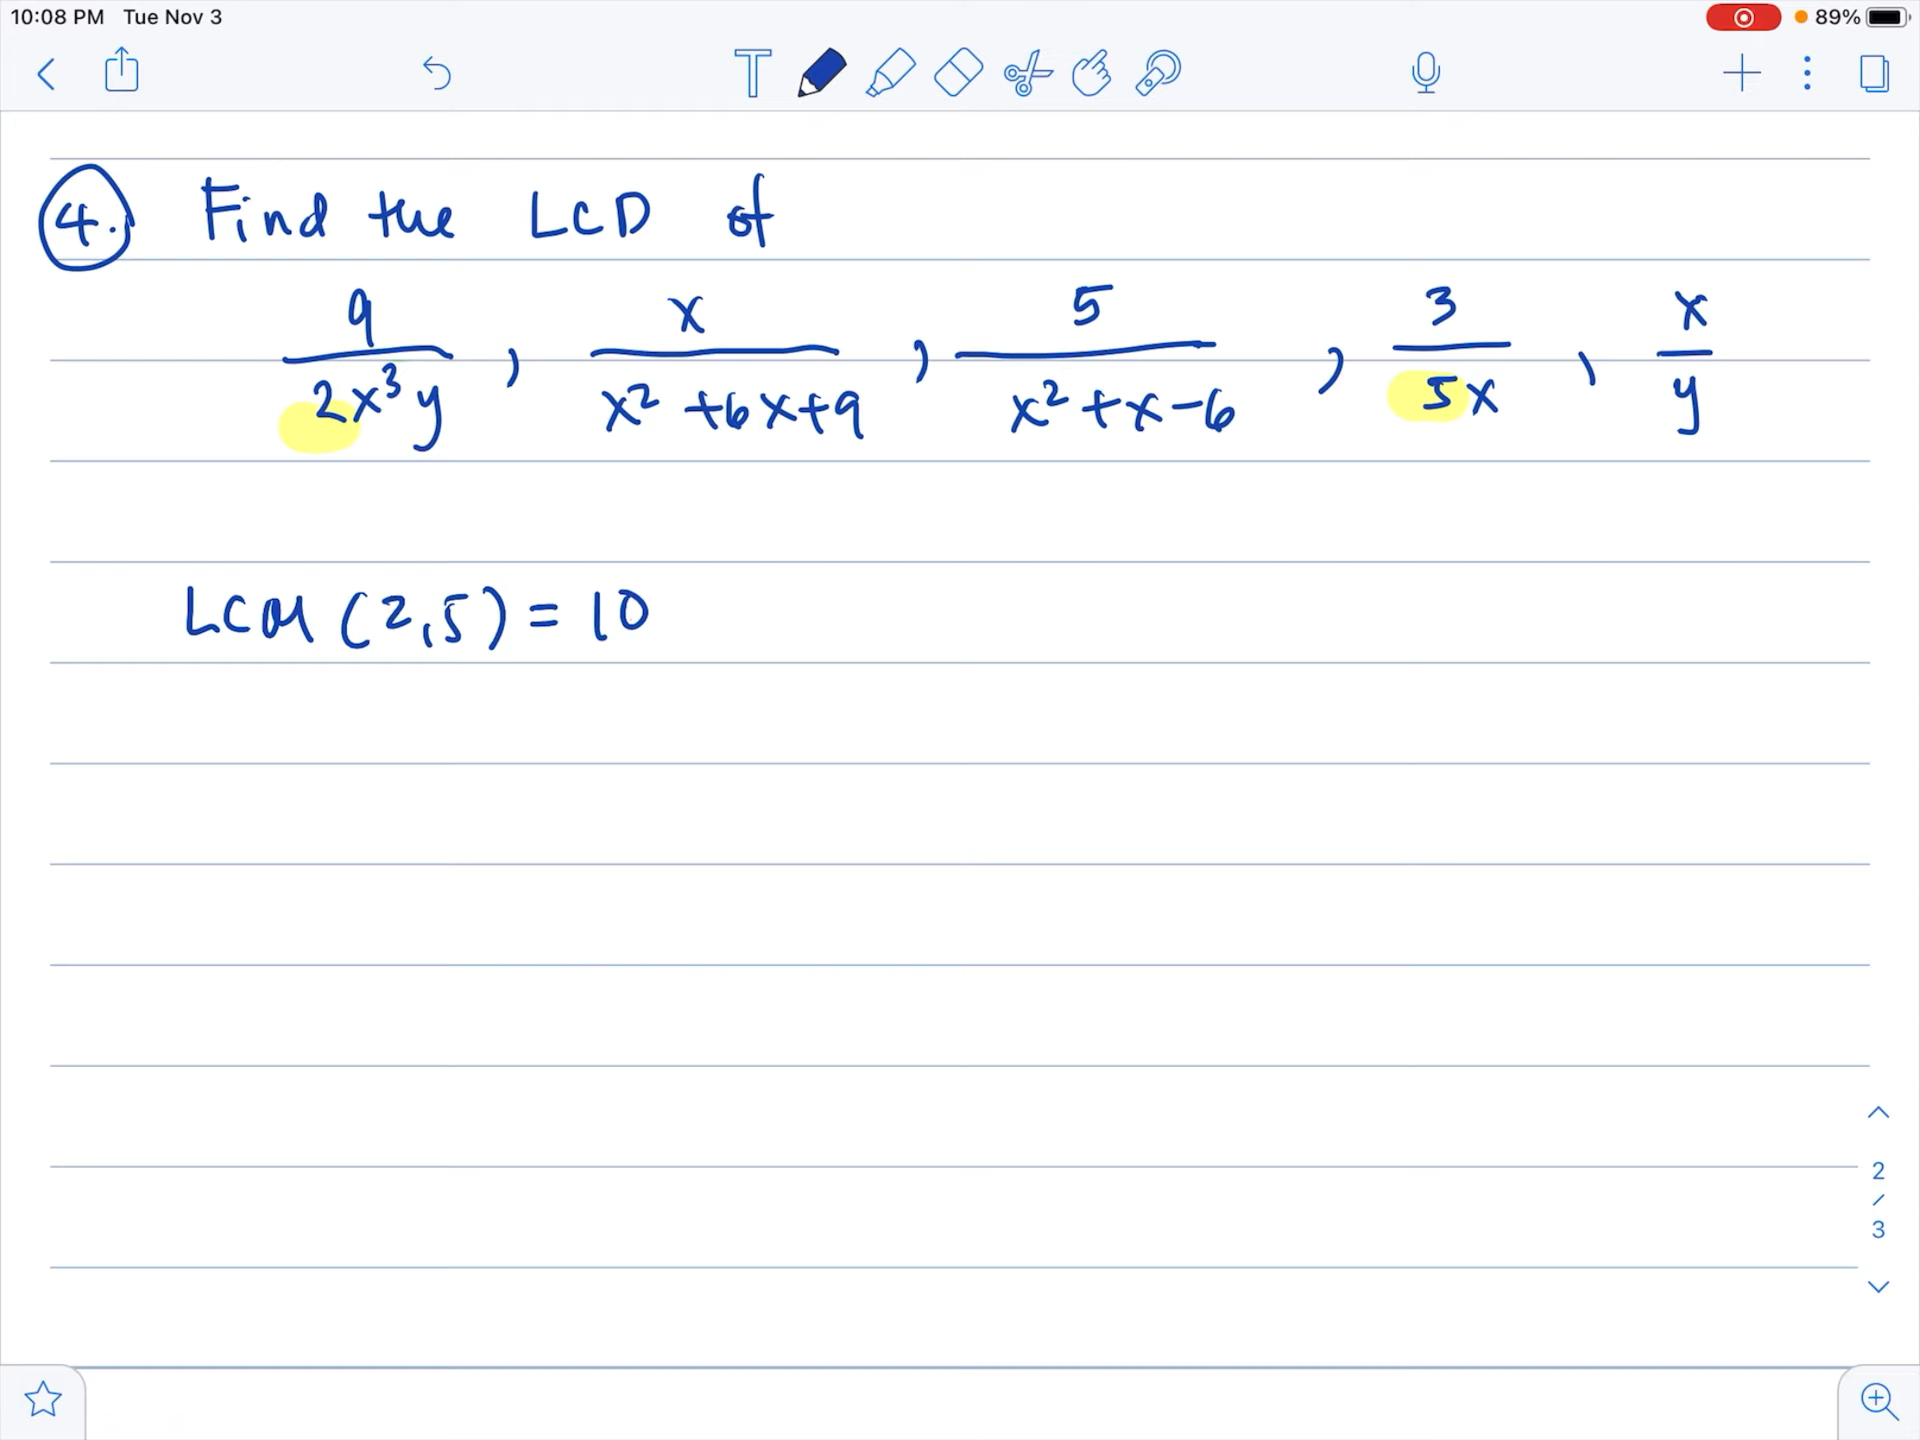 10:08 PM Tue Nov 3 89%
T
4. Find the LCD of
9/2x³y , x/x² + 6x + 9 , 5/x² + x - 6 , 3/5x , x/y
LCM (2,5) = 10
2
/
3